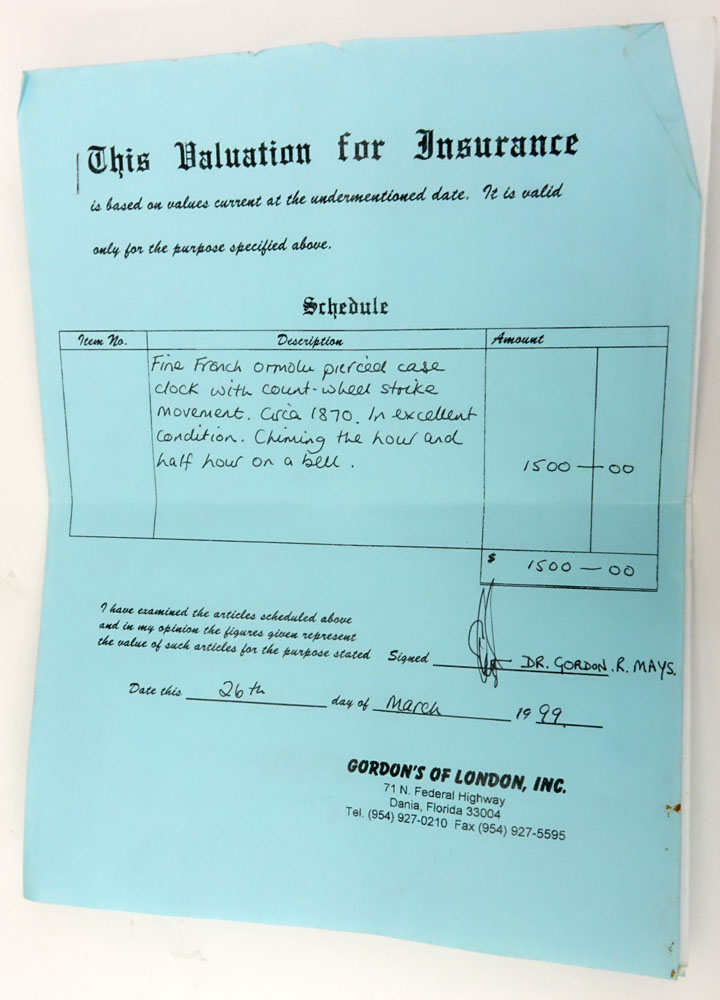 This Valuation for Insurance
is based on values current at the undermentioned date. It is valid
only for the purpose specified above.
Schedule
Item No. Description Amount
Fine French ormolu pierced case
clock with count-wheel strike
movement. Circa 1870. In excellent
condition. Chiming the hour and
half hour on a bell. 1500 — 00
$ 1500 — 00
I have examined the articles scheduled above
and in my opinion the figures given represent
the value of such articles for the purpose stated
Signed DR. GORDON.R.MAYS.
Date this 26th day of March 19 99.
GORDON'S OF LONDON, INC.
71 N. Federal Highway
Dania, Florida 33004
Tel. (954) 927-0210 Fax (954) 927-5595